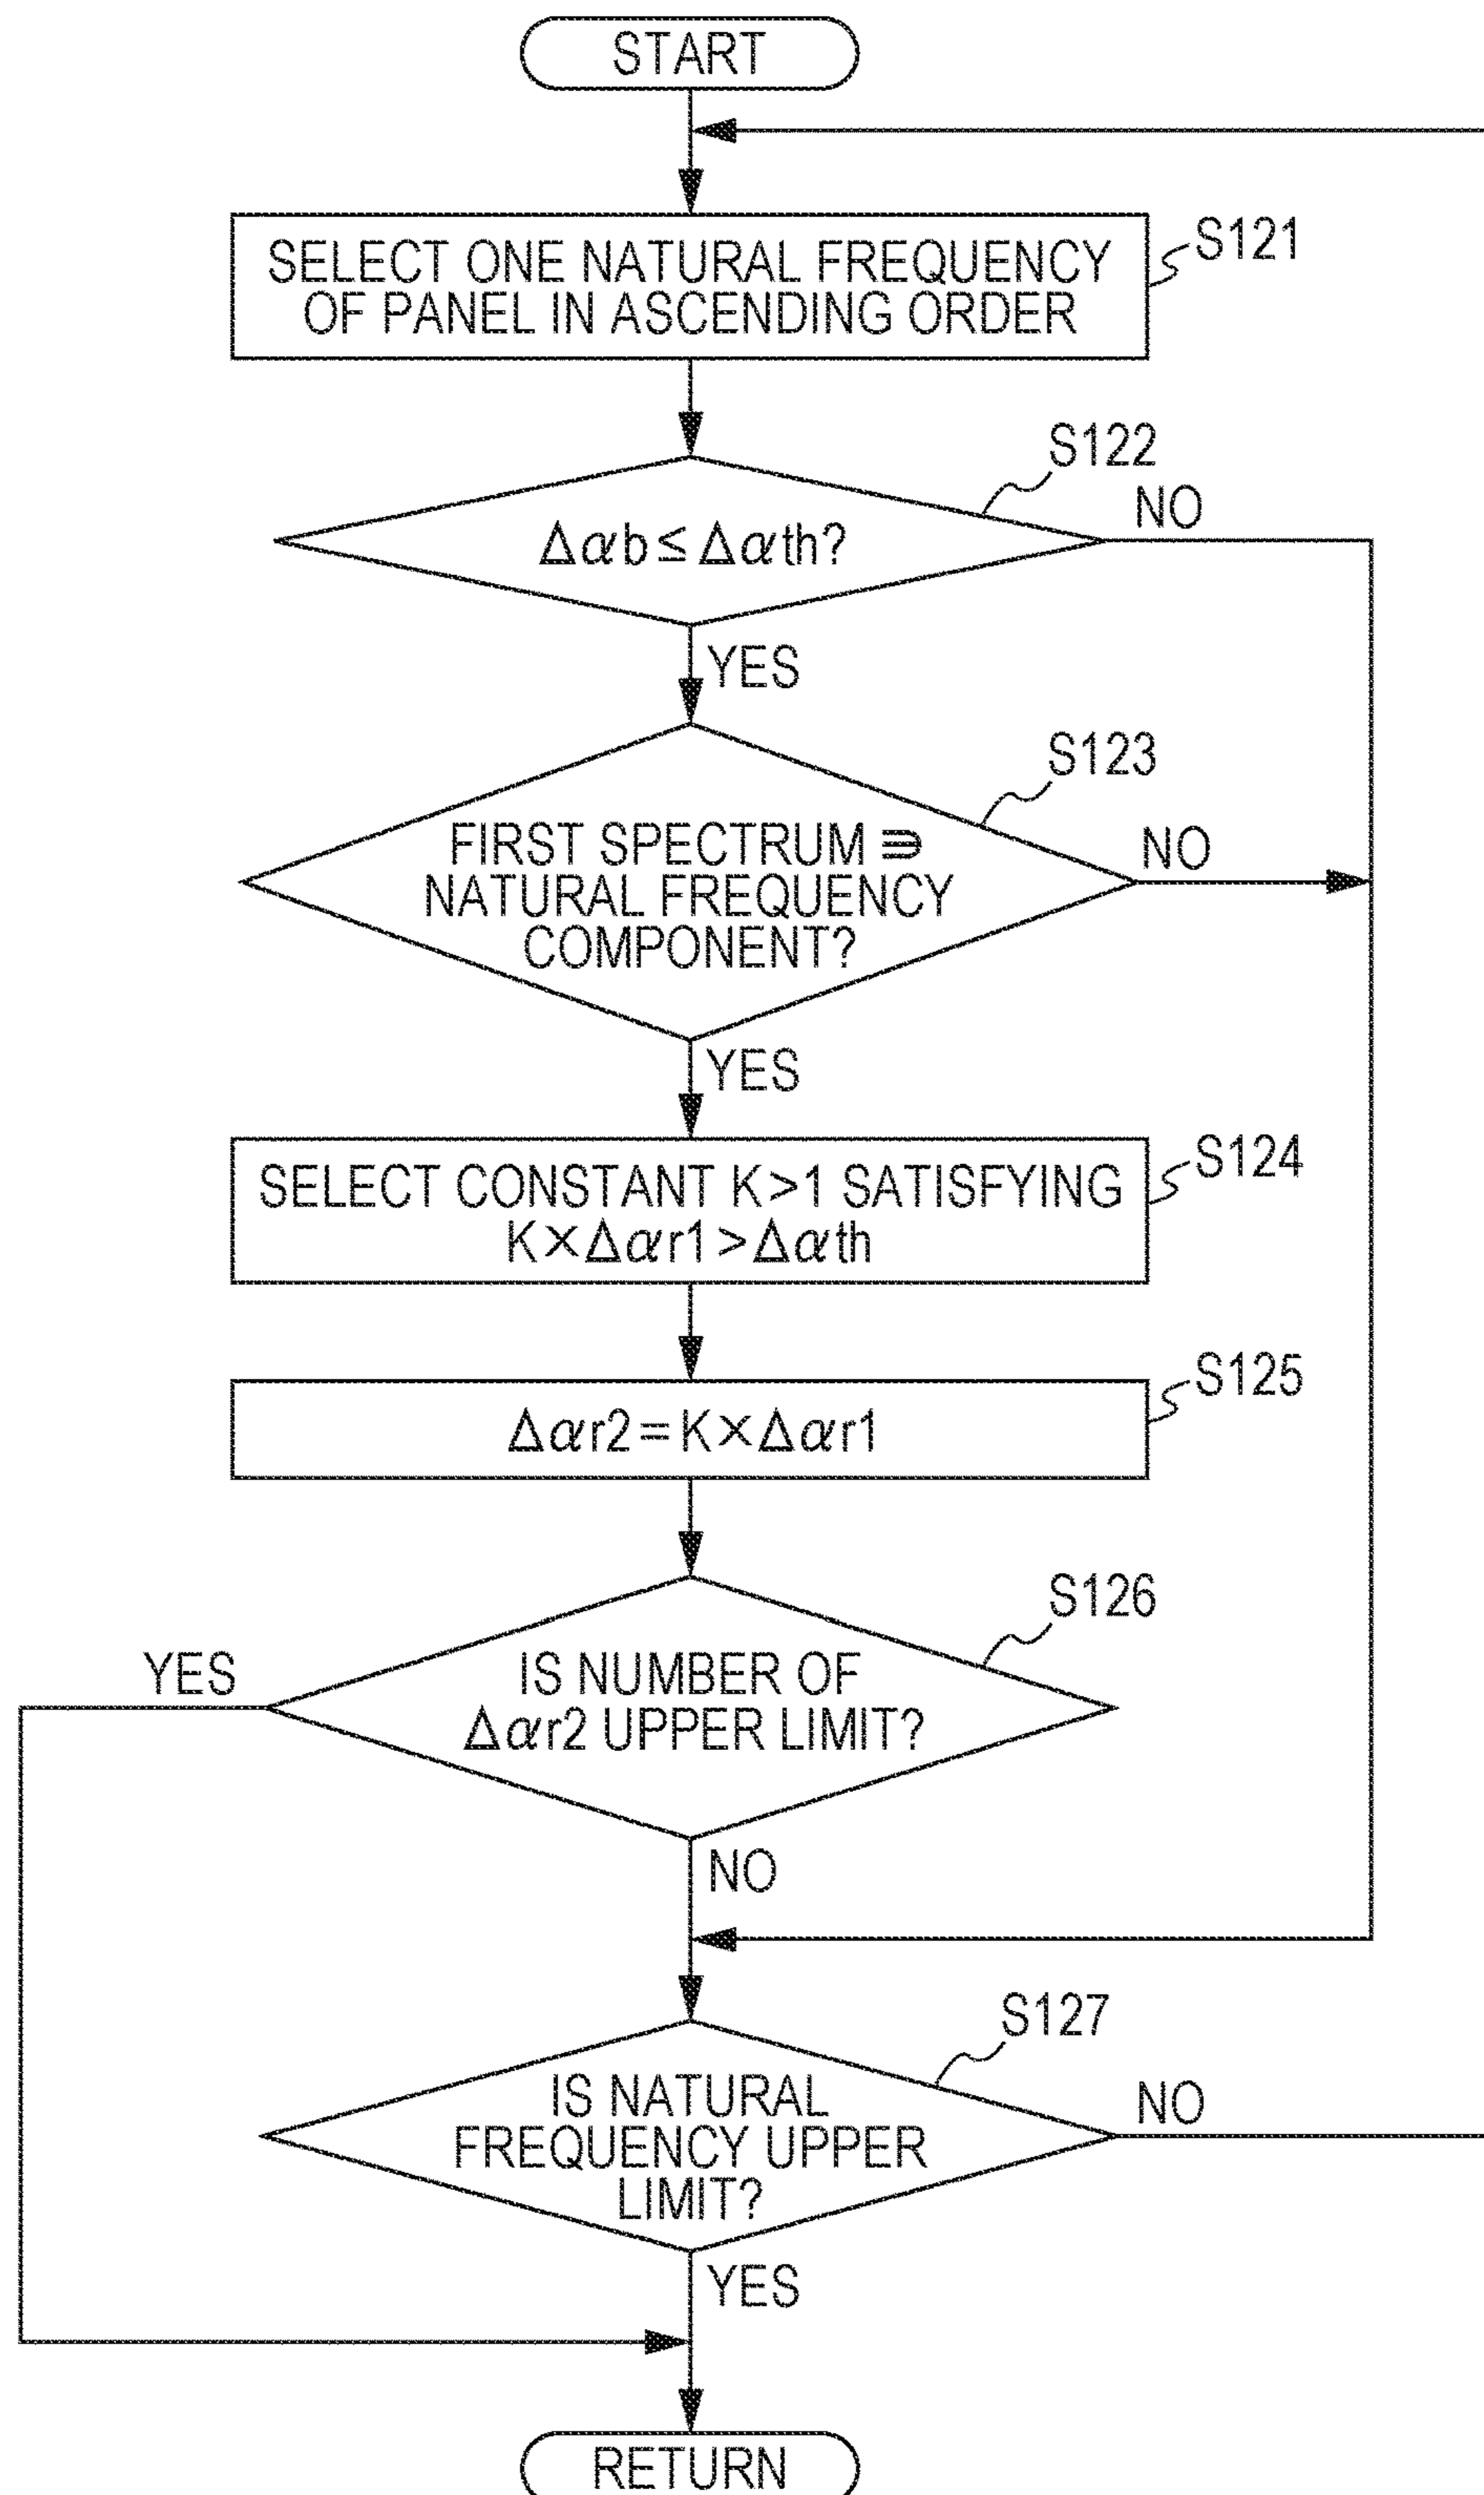 START
SELECT ONE NATURAL FREQUENCY
OF PANEL IN ASCENDING ORDER
S121
S122
Δαb≤Δαth?
NO
YES
S123
FIRST SPECTRUM ∋
NATURAL FREQUENCY
COMPONENT?
NO
YES
SELECT CONSTANT K>1 SATISFYING
K×Δαr1>Δαth
S124
Δαr2=K×Δαr1
S125
S126
YES
IS NUMBER OF
Δαr2 UPPER LIMIT?
NO
S127
IS NATURAL
FREQUENCY UPPER
LIMIT?
NO
YES
RETURN